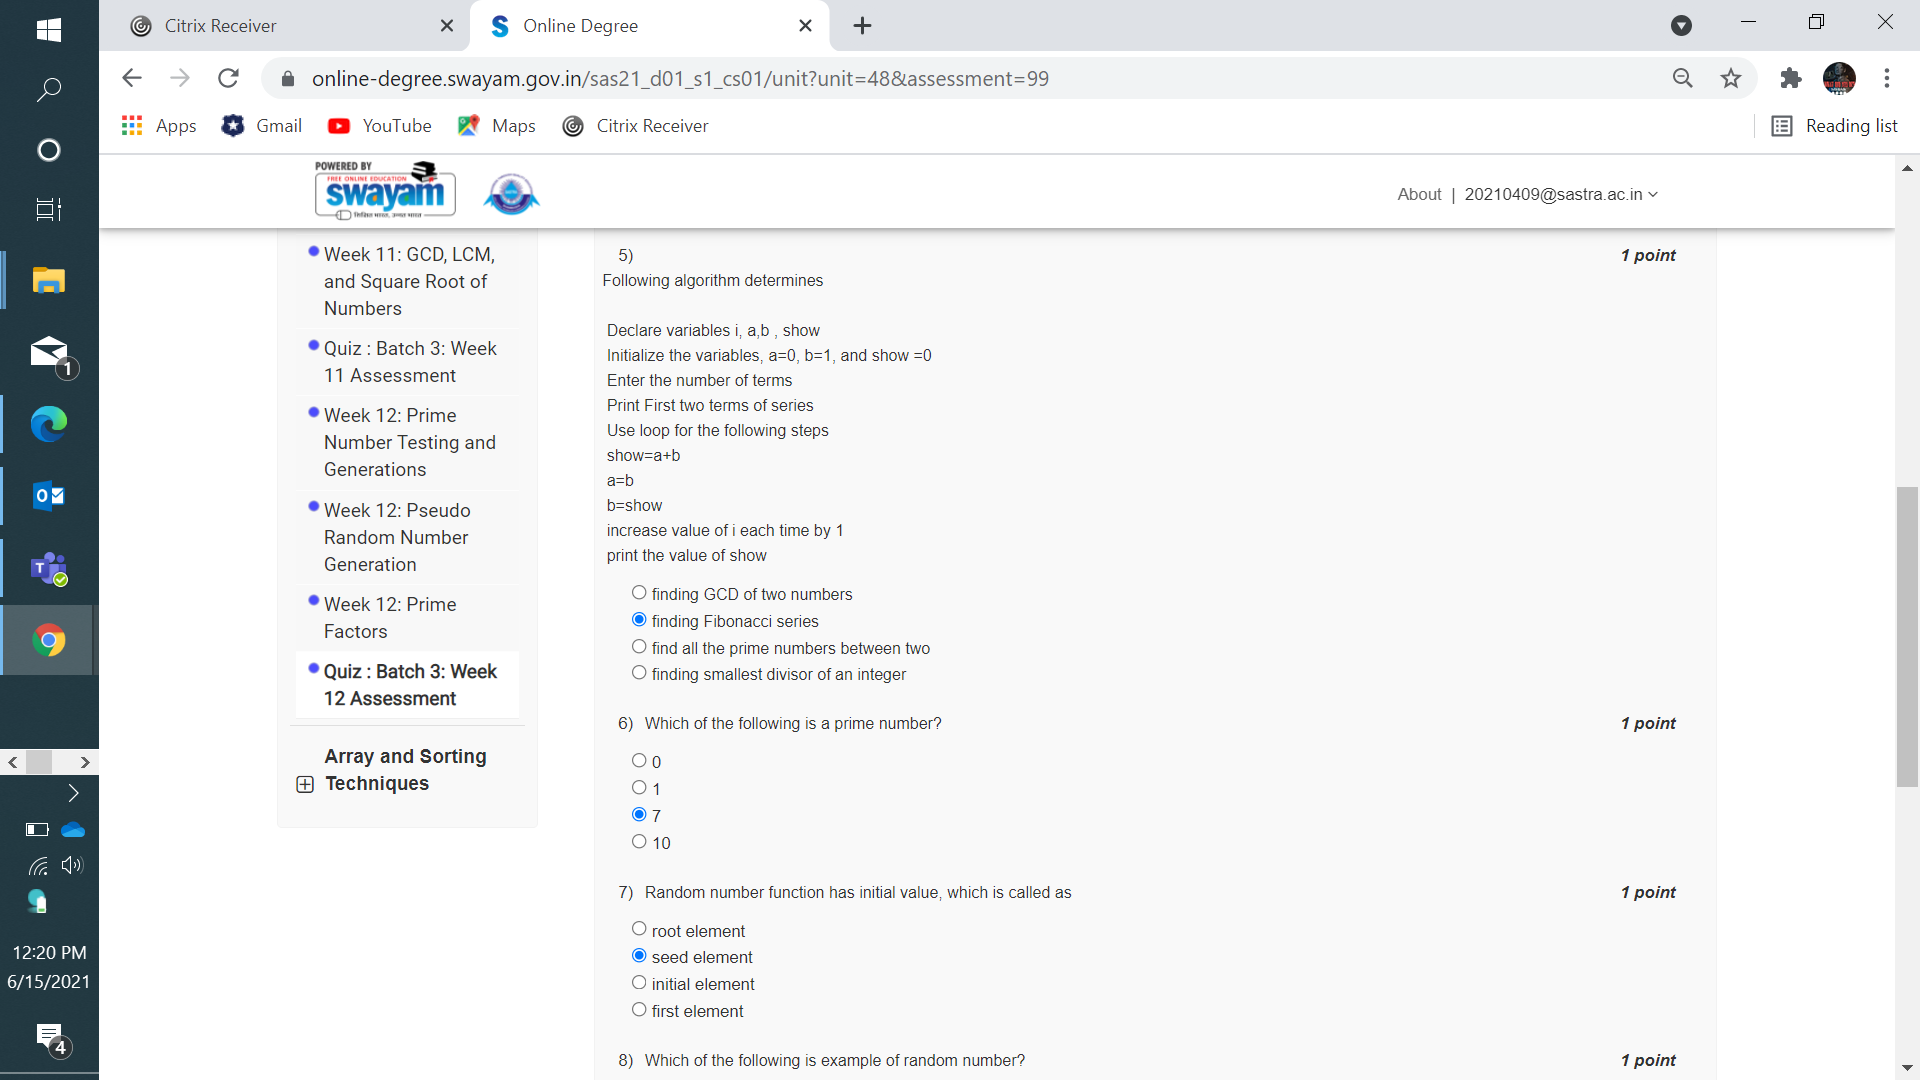 Citrix Receiver
Online Degree
online-degree.swayam.gov.in/sas21_d01_s1_cs01/unit?unit=48&assessment=99
Apps
Gmail
YouTube
Maps
Citrix Receiver
Reading list
POWERED BY
FREE ONLINE EDUCATION
swayam
शिक्षित भारत, उन्नत भारत
About | 20210409@sastra.ac.in
Week 11: GCD, LCM,
and Square Root of
Numbers
Quiz : Batch 3: Week
11 Assessment
Week 12: Prime
Number Testing and
Generations
Week 12: Pseudo
Random Number
Generation
Week 12: Prime
Factors
Quiz : Batch 3: Week
12 Assessment
Array and Sorting
Techniques
5)
1 point
Following algorithm determines
Declare variables i, a,b , show
Initialize the variables, a=0, b=1, and show =0
Enter the number of terms
Print First two terms of series
Use loop for the following steps
show=a+b
a=b
b=show
increase value of i each time by 1
print the value of show
finding GCD of two numbers
finding Fibonacci series
find all the prime numbers between two
finding smallest divisor of an integer
6) Which of the following is a prime number?
1 point
0
1
7
10
7) Random number function has initial value, which is called as
1 point
root element
seed element
initial element
first element
8) Which of the following is example of random number?
1 point
1
12:20 PM
6/15/2021
4